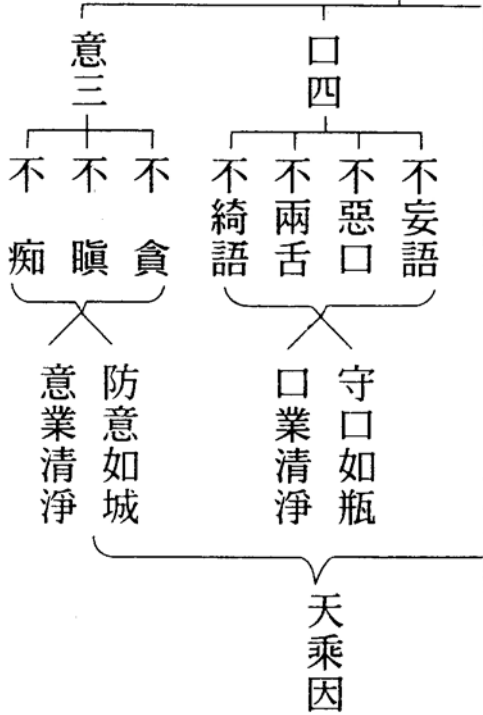 口四
不妄語
不惡口
不兩舌
不綺語
守口如瓶
口業清淨
意三
不貪
不瞋
不痴
防意如城
意業清淨
天乘因